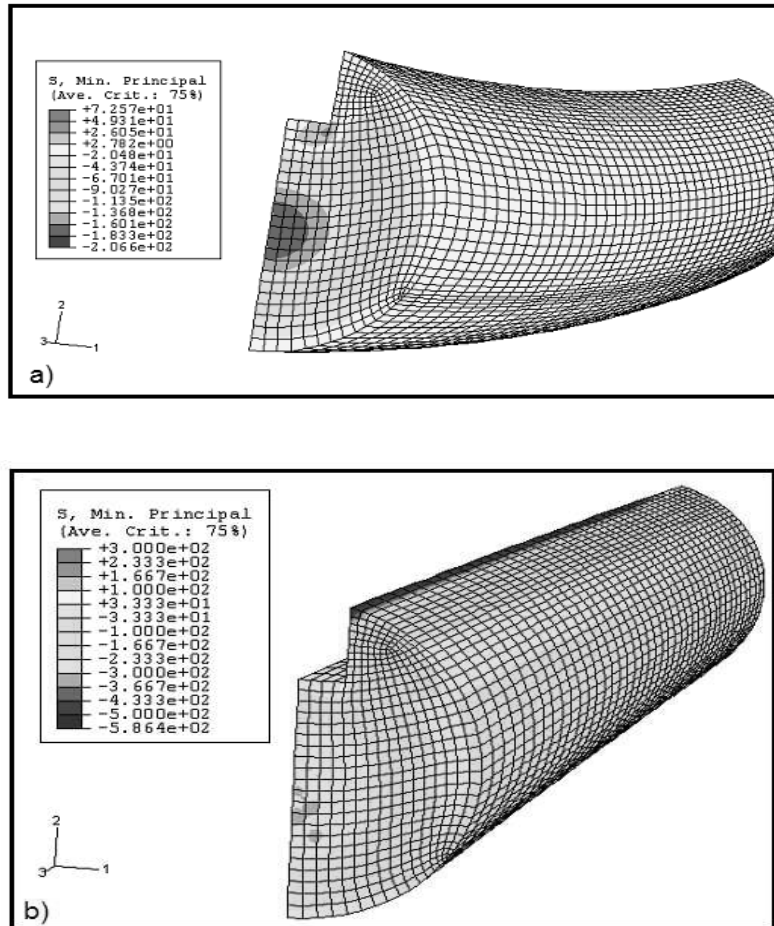 S, Min. Principal
(Ave. Crit.: 75%)
+7.257e+01
+4.931e+01
+2.605e+01
+2.782e+00
-2.048e+01
-4.374e+01
-6.701e+01
-9.027e+01
-1.135e+02
-1.368e+02
-1.601e+02
-1.833e+02
-2.066e+02
2
3
1
a)
S, Min. Principal
(Ave. Crit.: 75%)
+3.000e+02
+2.333e+02
+1.667e+02
+1.000e+02
+3.333e+01
-3.333e+01
-1.000e+02
-1.667e+02
-2.333e+02
-3.000e+02
-3.667e+02
-4.333e+02
-5.000e+02
-5.864e+02
2
3
1
b)